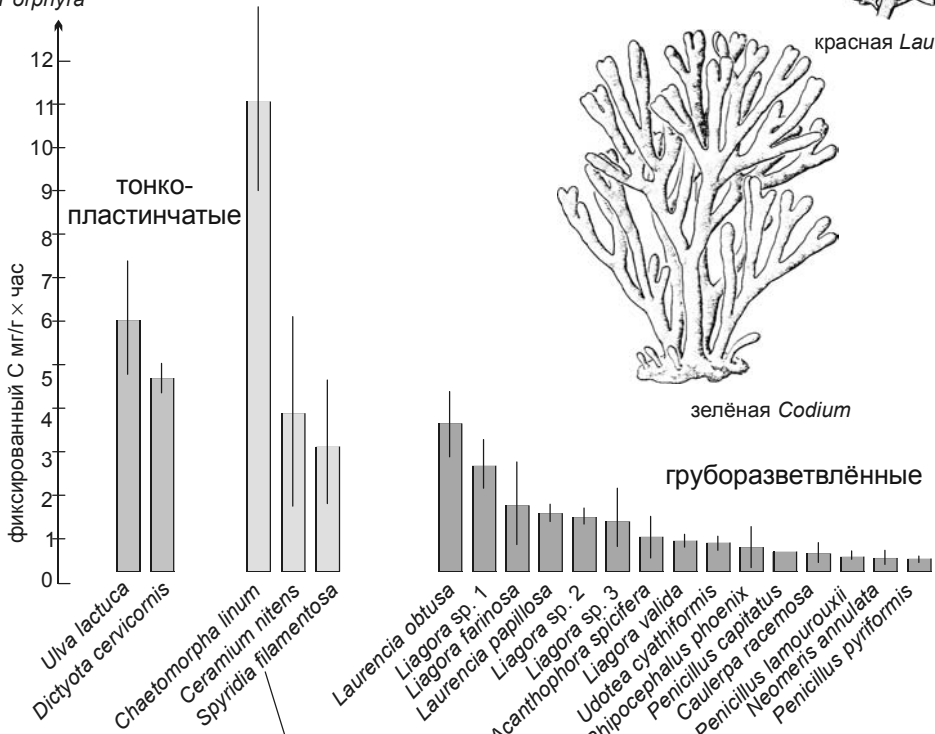 красная
12
11
10
9
8
7
6
5
4
3
2
1
0
фиксированный С мг/г × час
тонко-
пластинчатые
зелёная Codium
груборазветвлённые
Ulva lactuca
Dictyota cervicornis
Chaetomorpha linum
Ceramium nitens
Spyridia filamentosa
Laurencia obtusa
Liagora sp. 1
Liagora farinosa
Laurencia papillosa
Liagora sp. 2
Liagora sp. 3
Acanthophora spicifera
Liagora valida
Udotea cyathiformis
Rhipocephalus phoenix
Penicillus capitatus
Caulerpa racemosa
Penicillus lamourouxii
Neomeris annulata
Penicillus pyriformis